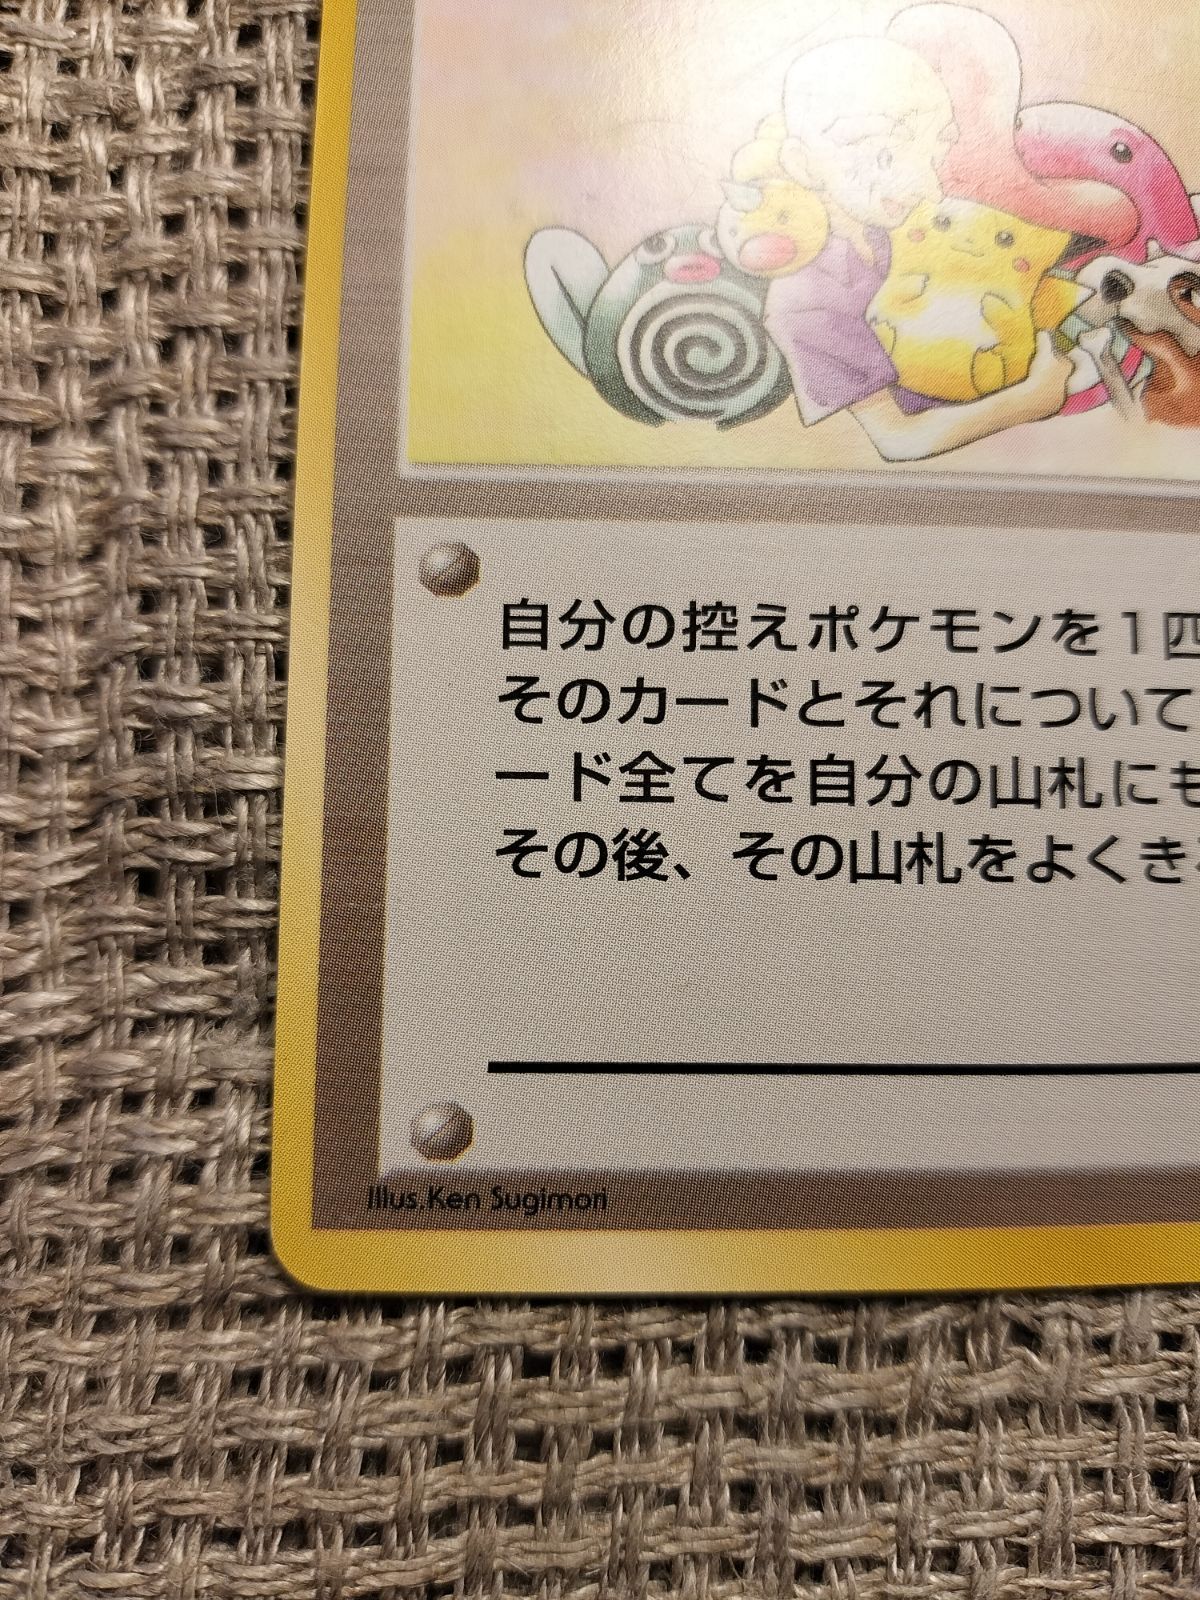 自分の控えポケモンを1匹
そのカードとそれについて
ード全てを自分の山札にも
その後、その山札をよくき
Illus.Ken Sugimori